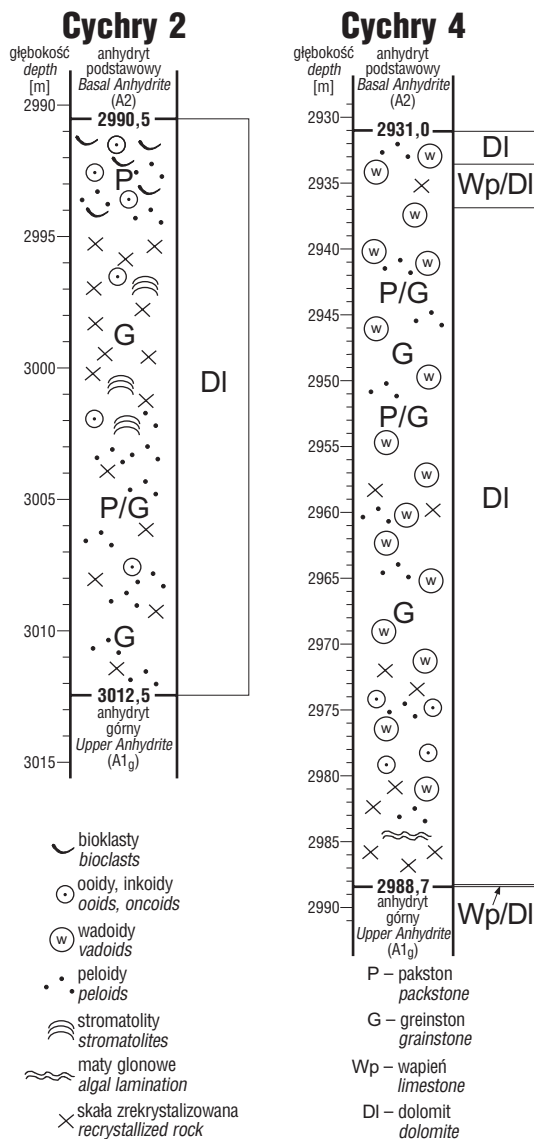 Cychry 2
głębokość
depth
[m]
anhydryt
podstawowy
Basal Anhydrite
(A2)
2990
2990,5
P
2995
G
3000
Dl
3005
P/G
3010
G
3012,5
anhydryt
górny
Upper Anhydrite
(A1g)
3015
Cychry 4
głębokość
depth
[m]
anhydryt
podstawowy
Basal Anhydrite
(A2)
2930
2931,0
Dl
w
w
2935
Wp/Dl
w
2940
w
w
P/G
2945
w
G
2950
w
P/G
2955
w
w
Dl
2960
w
w
2965
w
G
2970
w
w
2975
w
2980
w
2985
2988,7
2990
anhydryt
górny
Upper Anhydrite
(A1g)
Wp/Dl
bioklasty
bioclasts
ooidy, inkoidy
ooids, oncoids
w
wadoidy
vadoids
peloidy
peloids
stromatolity
stromatolites
maty glonowe
algal lamination
skała zrekrystalizowana
recrystallized rock
P – pakston
packstone
G – greinston
grainstone
Wp – wapień
limestone
Dl – dolomit
dolomite